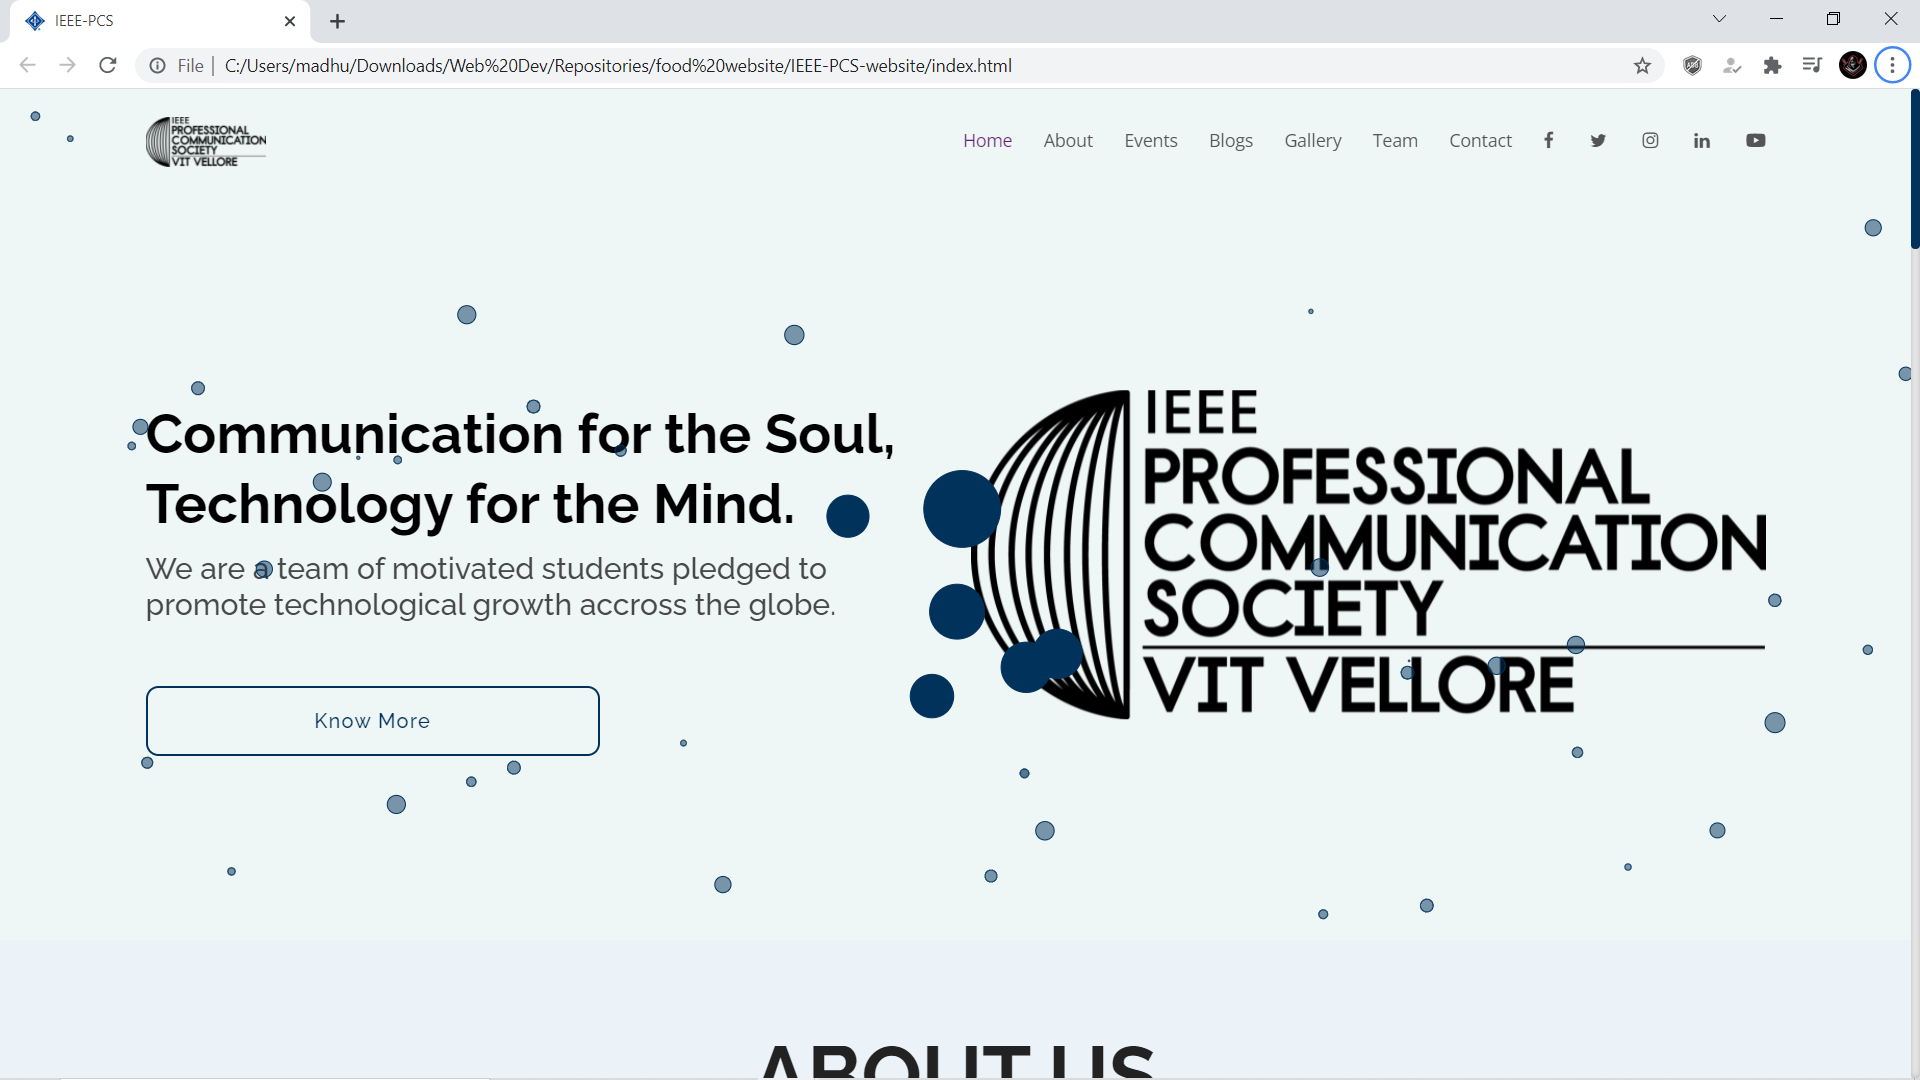 IEEE-PCS
File
C:/Users/madhu/Downloads/Web%20Dev/Repositories/food%20website/IEEE-PCS-website/index.html
IEEE
PROFESSIONAL
COMMUNICATION
SOCIETY
VIT VELLORE
Home About Events Blogs Gallery Team Contact
Communication for the Soul,
Technology for the Mind.
We are a team of motivated students pledged to
promote technological growth accross the globe.
Know More
IEEE
PROFESSIONAL
COMMUNICATION
SOCIETY
VIT VELLORE
ABOUT US